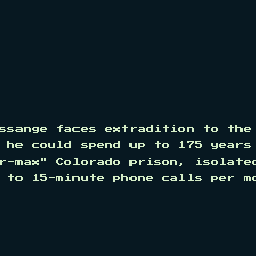 ssange faces extradition to the
he could spend up to 175 years
r-max" Colorado prison, isolated
to 15-minute phone calls per mo